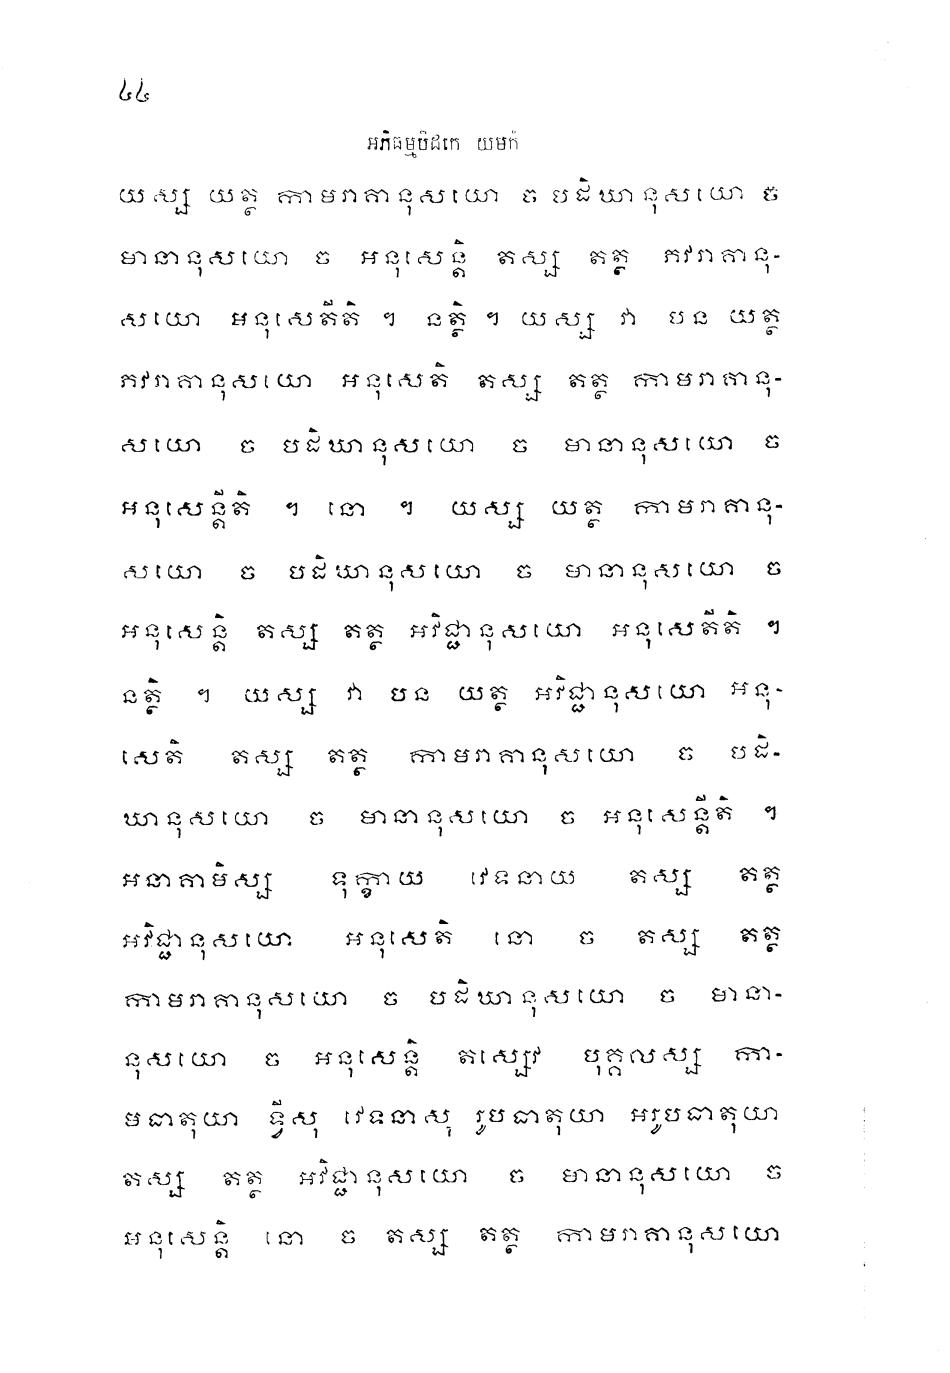 ៤៤
អភិធម្មបិដកេ យមកំ
យស្ស យត្ថ កាមរាគានុសយោ ច បដិឃានុសយោ ច
មានានុសយោ ច អនុសេន្តិ តស្ស តត្ថ ភវរាគានុ-
សយោ អនុសេតីតិ ។ នត្ថិ ។ យស្ស វា បន យត្ថ
ភវរាគានុសយោ អនុសេតិ តស្ស តត្ថ កាមរាគានុ-
សយោ ច បដិឃានុសយោ ច មានានុសយោ ច
អនុសេន្តីតិ ។ នោ ។ យស្ស យត្ថ កាមរាគានុ-
សយោ ច បដិឃានុសយោ ច មានានុសយោ ច
អនុសេន្តិ តស្ស តត្ថ អវិជ្ជានុសយោ អនុសេតីតិ ។
នត្ថិ ។ យស្ស វា បន យត្ថ អវិជ្ជានុសយោ អនុ-
សេតិ តស្ស តត្ថ កាមរាគានុសយោ ច បដិ-
ឃានុសយោ ច មានានុសយោ ច អនុសេន្តីតិ ។
អនាគាមិស្ស ទុក្ខាយ វេទនាយ តស្ស តត្ថ
អវិជ្ជានុសយោ អនុសេតិ នោ ច តស្ស តត្ថ
កាមរាគានុសយោ ច បដិឃានុសយោ ច មានា-
នុសយោ ច អនុសេន្តិ តស្សេវ បុគ្គលស្ស កា-
មធាតុយា ទ្វីសុ វេទនាសុ រូបធាតុយា អរូបធាតុយា
តស្ស តត្ថ អវិជ្ជានុសយោ ច មានានុសយោ ច
អនុសេន្តិ នោ ច តស្ស តត្ថ កាមរាគានុសយោ